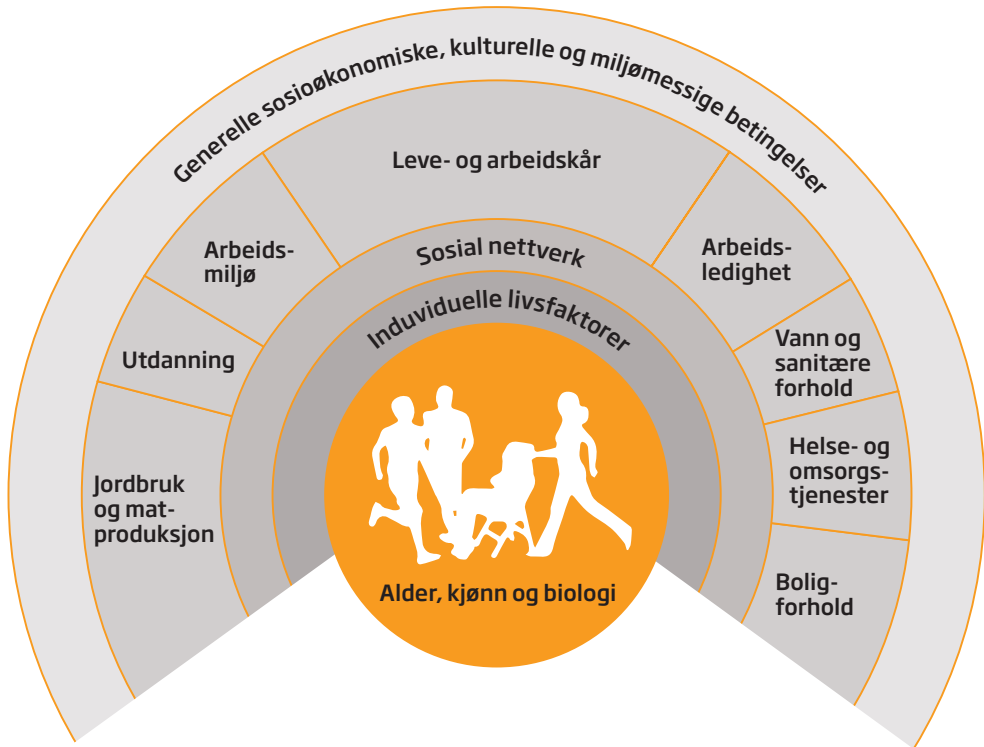 Generelle sosioøkonomiske, kulturelle og miljømessige betingelser
Leve- og arbeidskår
Arbeids-
miljø
Sosial nettverk
Arbeids-
ledighet
Induviduelle livsfaktorer
Utdanning
Vann og
sanitære
forhold
Jordbruk
og mat-
produksjon
Helse- og
omsorgs-
tjenester
Alder, kjønn og biologi
Bolig-
forhold